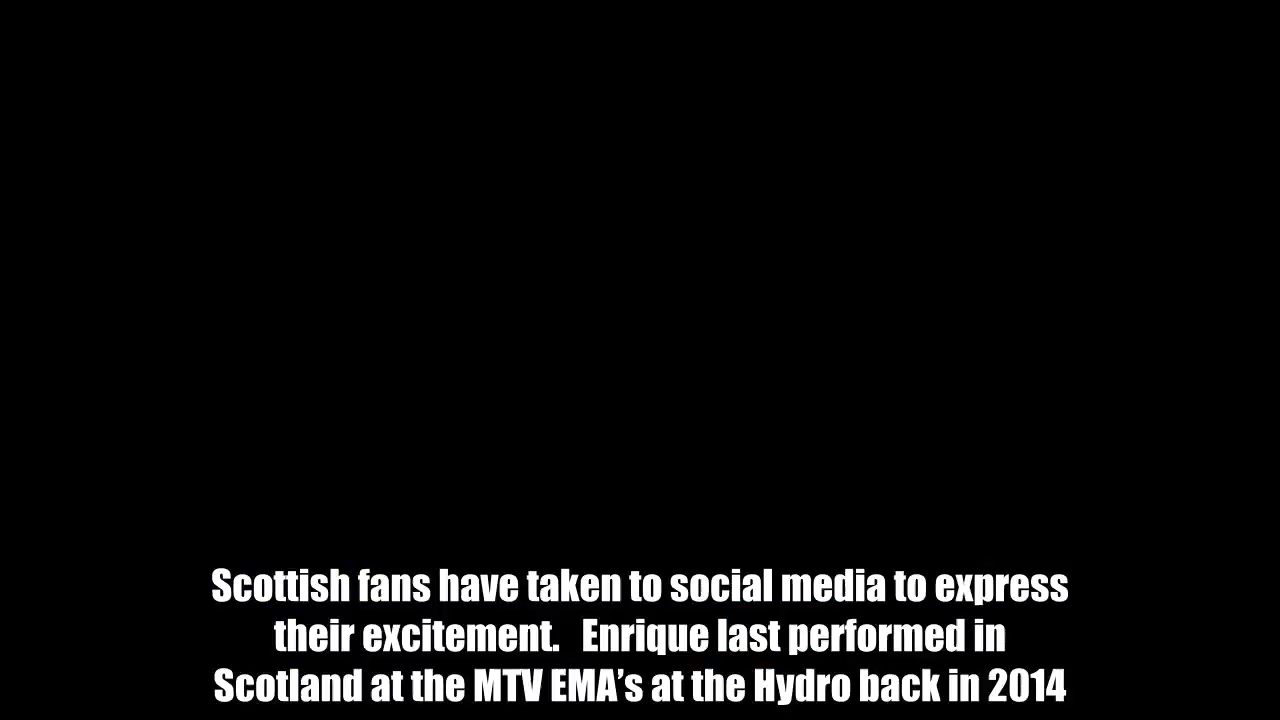 Scottish fans have taken to social media to express
their excitement.   Enrique last performed in
Scotland at the MTV EMA’s at the Hydro back in 2014